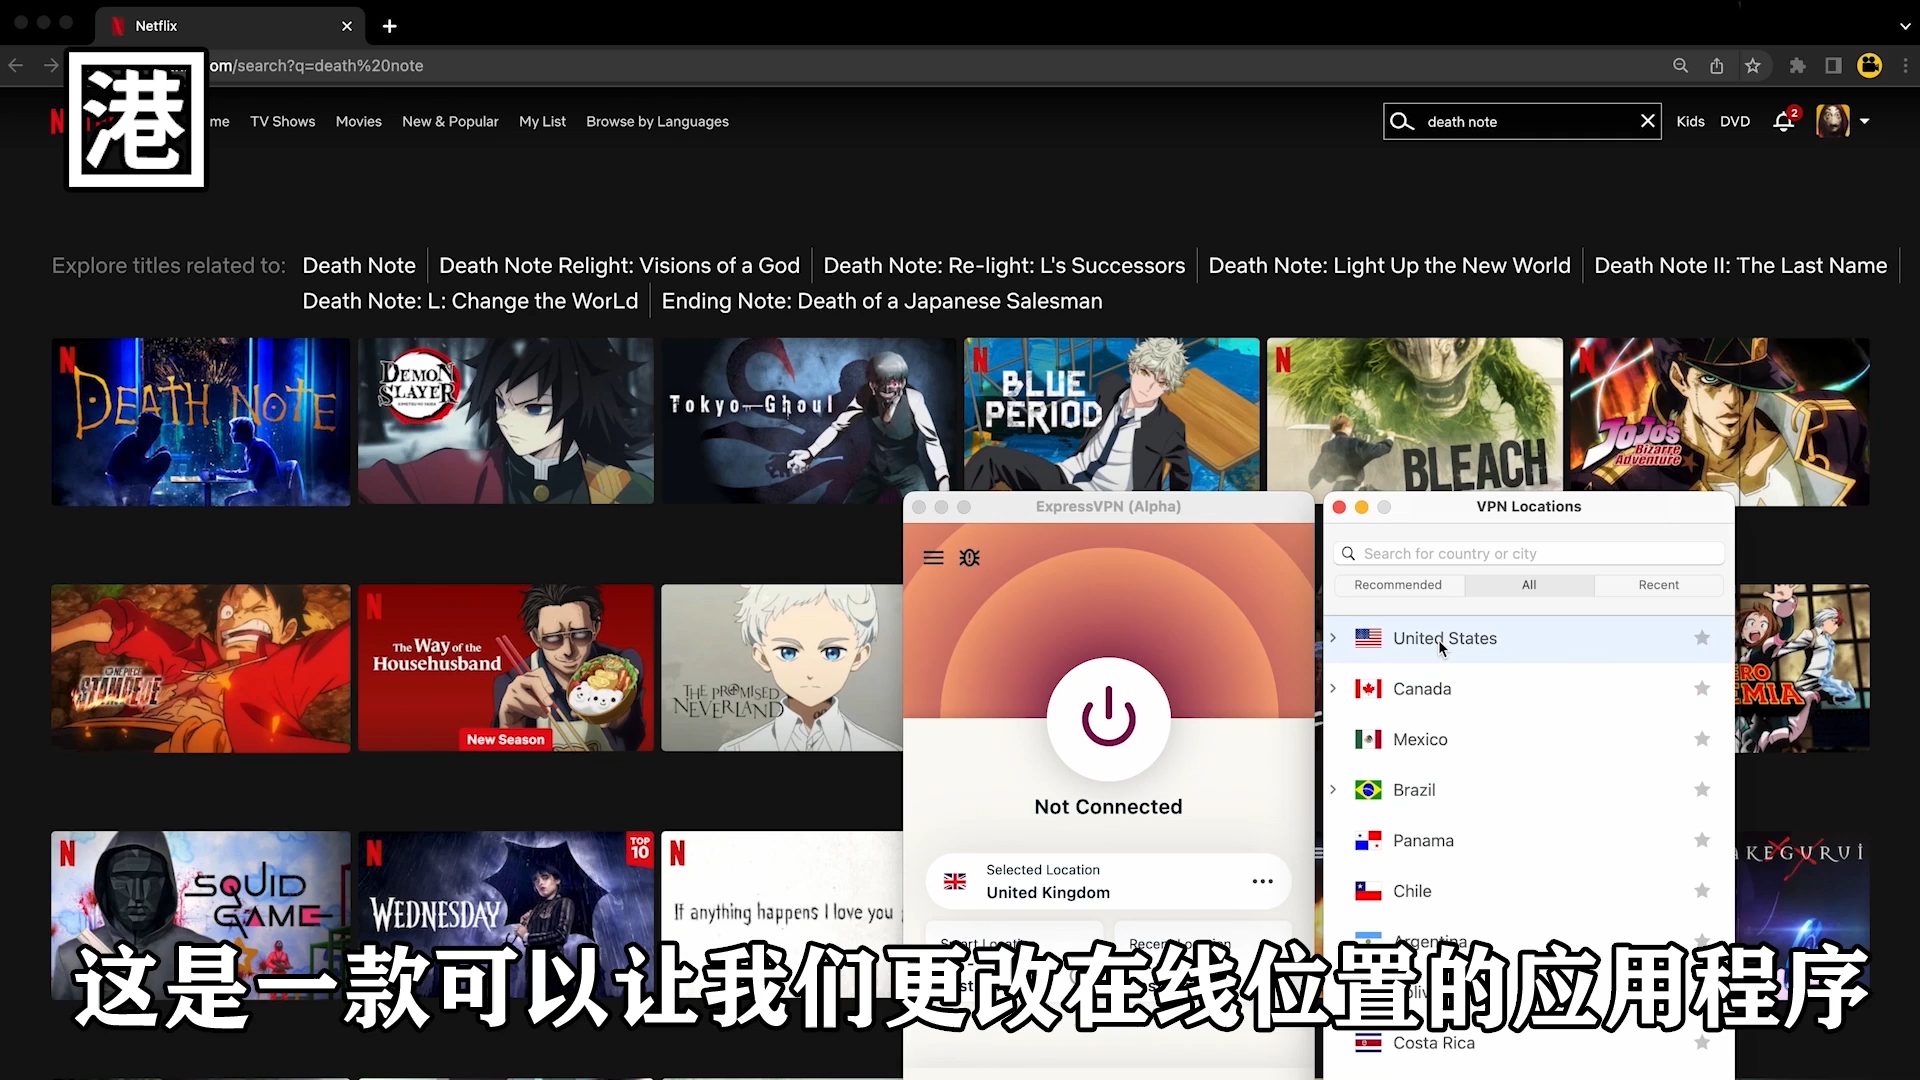 Netflix
om/search?q=death%20note
港
me TV Shows Movies New & Popular My List Browse by Languages
death note
Kids DVD
2
Explore titles related to: Death Note Death Note Relight: Visions of a God Death Note: Re-light: L's Successors Death Note: Light Up the New World Death Note II: The Last Name
Death Note: L: Change the WorLd Ending Note: Death of a Japanese Salesman
DEATH NOTE
DEMON SLAYER
Tokyo Ghoul
BLUE PERIOD
BLEACH
JOJO'S Bizarre Adventure
ONE PIECE STAMPEDE
The Way of the Househusband
New Season
THE PROMISED NEVERLAND
SQUID GAME
WEDNESDAY
TOP 10
If anything happens I love you
AKEGURUI
ExpressVPN (Alpha)
Not Connected
Selected Location
United Kingdom
VPN Locations
Search for country or city
Recommended All Recent
United States
Canada
Mexico
Brazil
Panama
Chile
Argentina
Costa Rica
这是一款可以让我们更改在线位置的应用程序